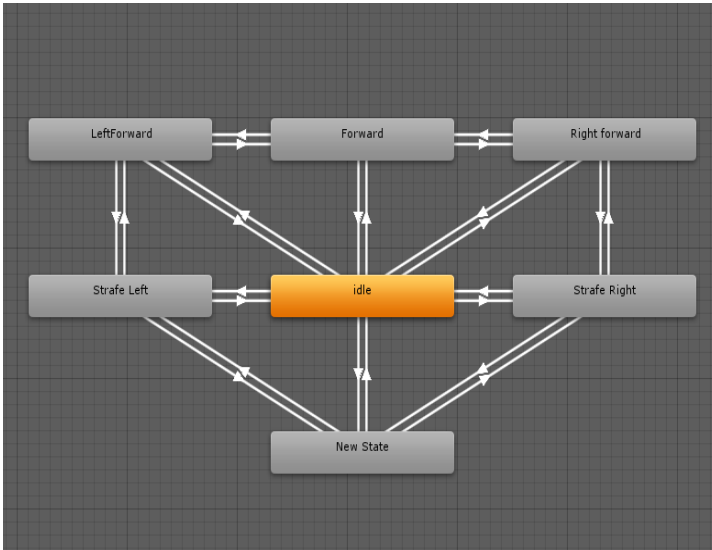 LeftForward
Forward
Right forward
Strafe Left
idle
Strafe Right
New State